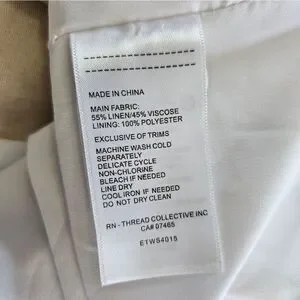 MADE IN CHINA
MAIN FABRIC:
55% LINEN/45% VISCOSE
LINING: 100% POLYESTER
EXCLUSIVE OF TRIMS
MACHINE WASH COLD
SEPARATELY
DELICATE CYCLE
NON-CHLORINE
BLEACH IF NEEDED
LINE DRY
COOL IRON IF NEEDED
DO NOT DRY CLEAN
RN - THREAD COLLECTIVE INC
CA# 07465
E1WS4015